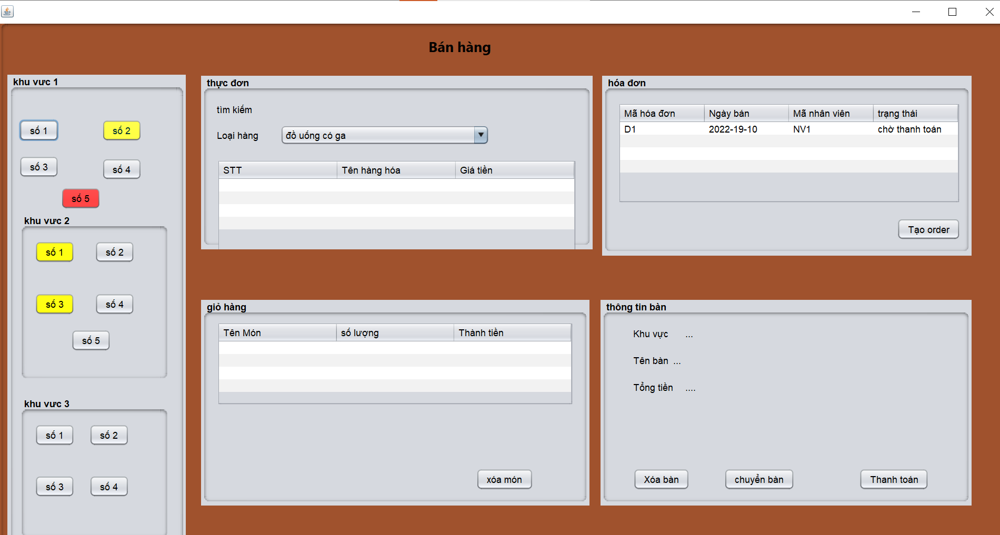 Bán hàng
khu vưc 1
số 1
số 2
số 3
số 4
số 5
khu vưc 2
số 1
số 2
số 3
số 4
số 5
khu vưc 3
số 1
số 2
số 3
số 4
thực đơn
tìm kiếm
Loại hàng
đồ uống có ga
STT Tên hàng hóa Giá tiền
hóa đơn
Mã hóa đơn Ngày bán Mã nhân viên trạng thái
D1 2022-19-10 NV1 chờ thanh toán
Tạo order
giỏ hàng
Tên Món số lượng Thành tiền
xóa món
thông tin bàn
Khu vực ...
Tên bàn ...
Tổng tiền ....
Xóa bàn
chuyển bàn
Thanh toán